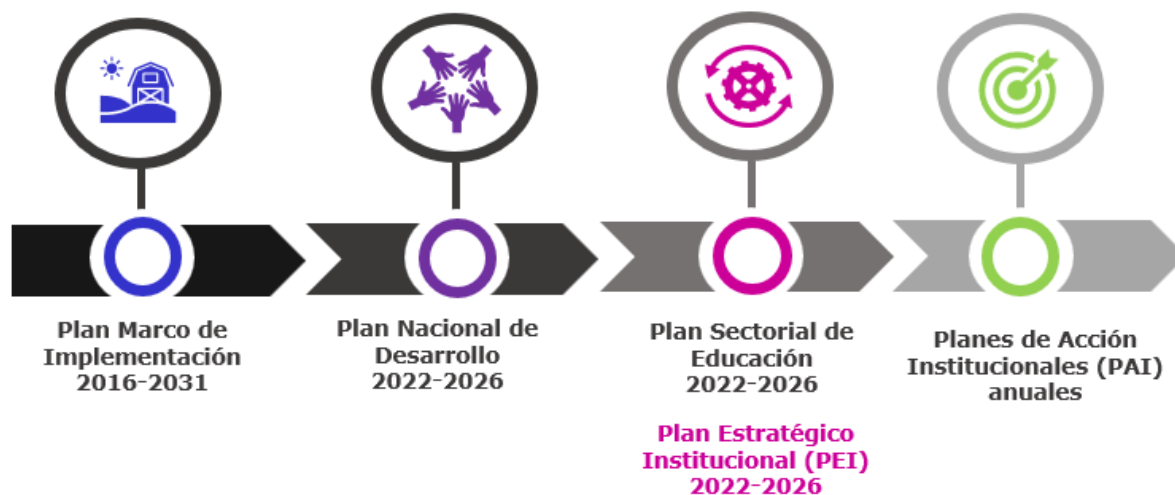 Plan Marco de
Implementación
2016-2031
Plan Nacional de
Desarrollo
2022-2026
Plan Sectorial de
Educación
2022-2026
Plan Estratégico
Institucional (PEI)
2022-2026
Planes de Acción
Institucionales (PAI)
anuales